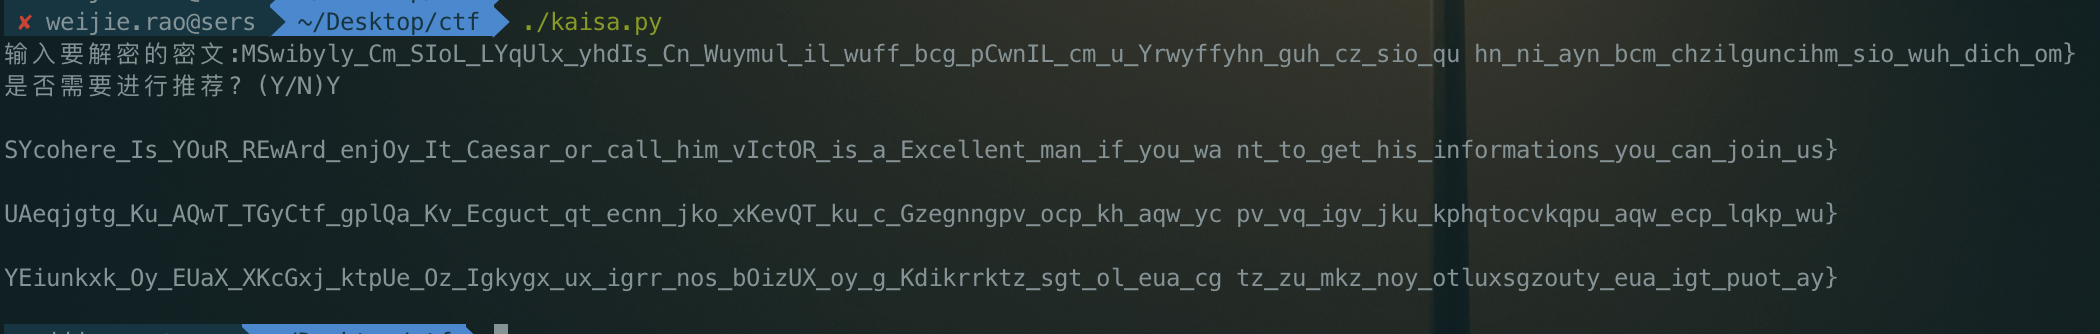 ✘ weijie.rao@sers ~/Desktop/ctf ./kaisa.py
输入要解密的密文:MSwibyly_Cm_SIoL_LYqUlx_yhdIs_Cn_Wuymul_il_wuff_bcg_pCwnIL_cm_u_Yrwyffyhn_guh_cz_sio_qu hn_ni_ayn_bcm_chzilguncihm_sio_wuh_dich_om}
是否需要进行推荐? (Y/N)Y
SYcohere_Is_YOuR_REwArd_enjOy_It_Caesar_or_call_him_vIctOR_is_a_Excellent_man_if_you_wa nt_to_get_his_informations_you_can_join_us}
UAeqjgtg_Ku_AQwT_TGyCtf_gplQa_Kv_Ecguct_qt_ecnn_jko_xKevQT_ku_c_Gzegnngpv_ocp_kh_aqw_yc pv_vq_igv_jku_kphqtocvkqpu_aqw_ecp_lqkp_wu}
YEiunkxk_Oy_EUaX_XKcGxj_ktpUe_Oz_Igkygx_ux_igrr_nos_bOizUX_oy_g_Kdikrrktz_sgt_ol_eua_cg tz_zu_mkz_noy_otluxsgzouty_eua_igt_puot_ay}